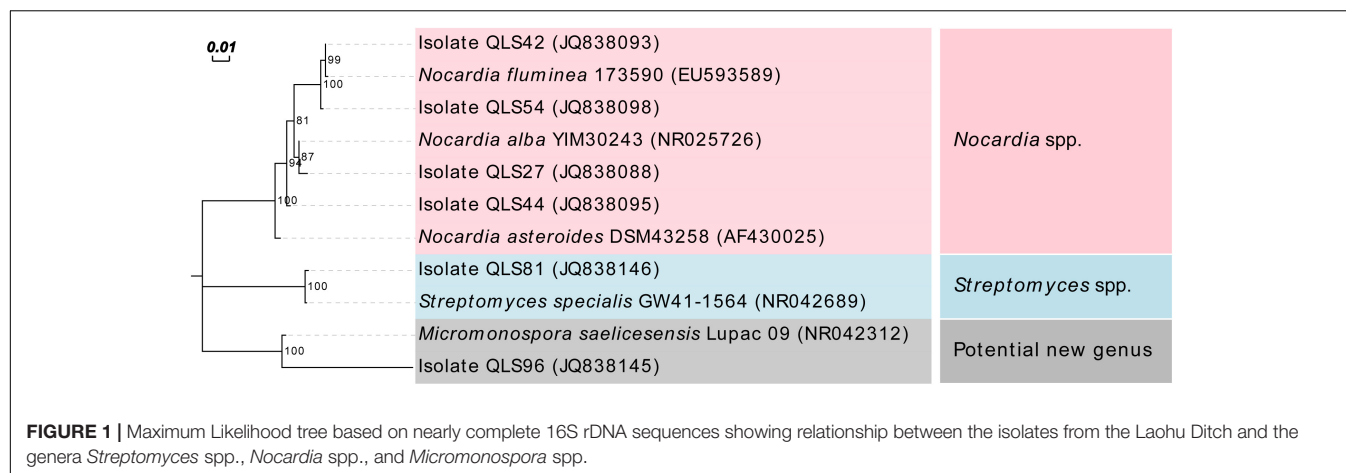 0.01
Isolate QLS42 (JQ838093)
99
Nocardia fluminea 173590 (EU593589)
100
Isolate QLS54 (JQ838098)
81
Nocardia alba YIM30243 (NR025726)
Nocardia spp.
94
87
Isolate QLS27 (JQ838088)
Isolate QLS44 (JQ838095)
100
Nocardia asteroides DSM43258 (AF430025)
Isolate QLS81 (JQ838146)
100
Streptomyces spp.
Streptomyces specialis GW41-1564 (NR042689)
Micromonospora saelicesensis Lupac 09 (NR042312)
100
Potential new genus
Isolate QLS96 (JQ838145)
FIGURE 1 | Maximum Likelihood tree based on nearly complete 16S rDNA sequences showing relationship between the isolates from the Laohu Ditch and the
genera Streptomyces spp., Nocardia spp., and Micromonospora spp.